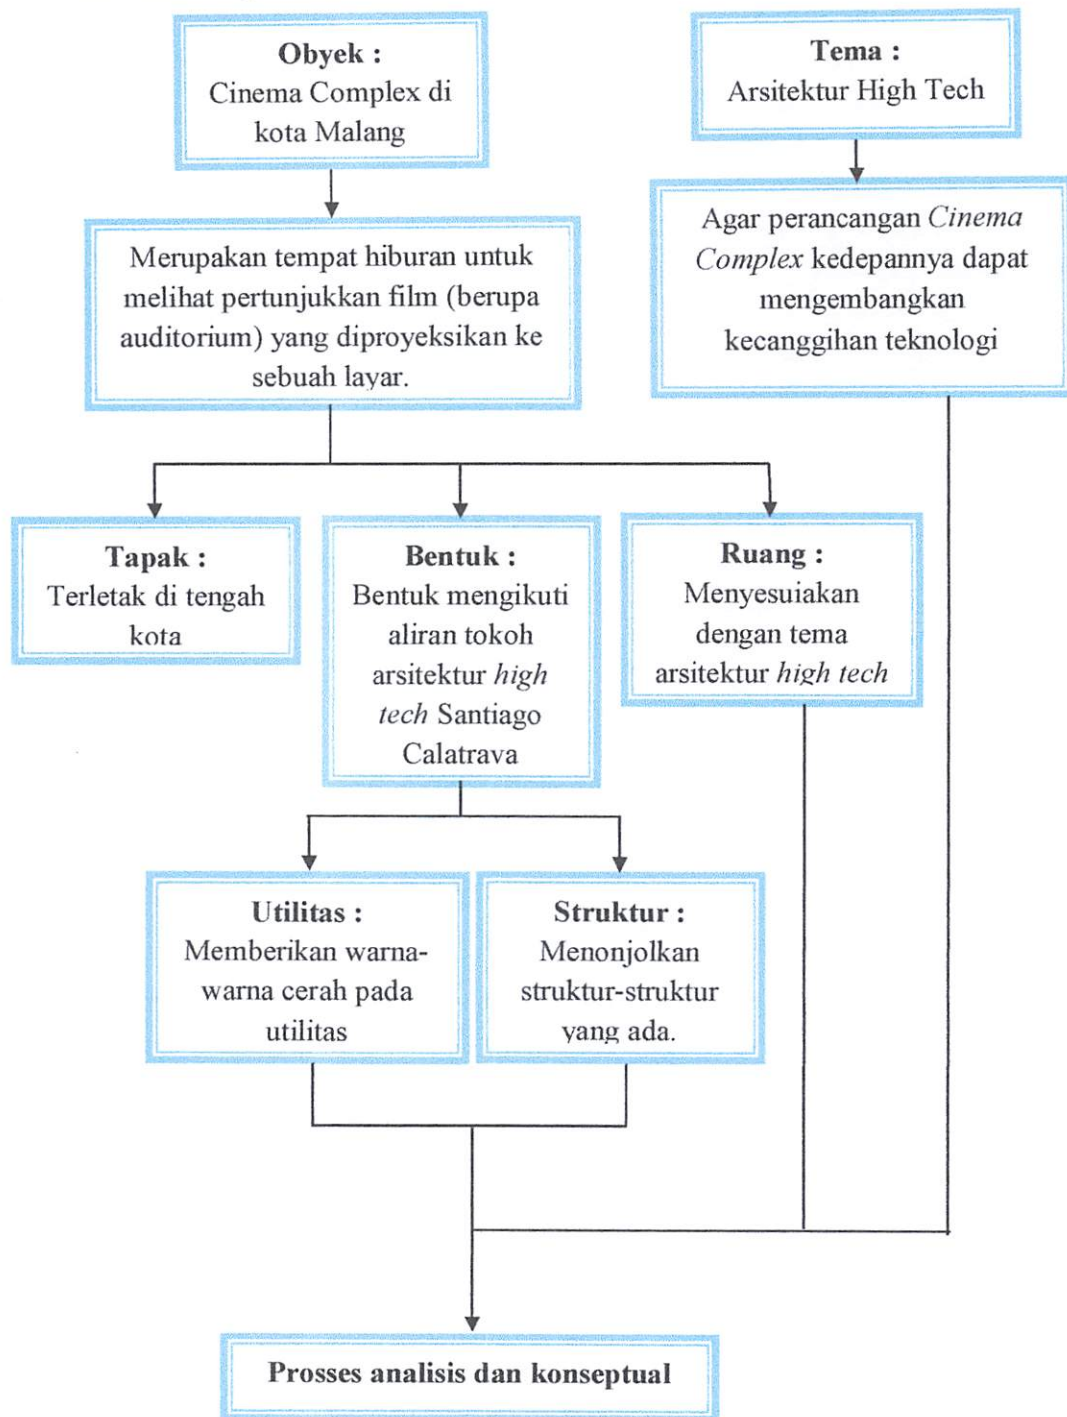 Obyek :
Cinema Complex di
kota Malang
Tema :
Arsitektur High Tech
Merupakan tempat hiburan untuk
melihat pertunjukkan film (berupa
auditorium) yang diproyeksikan ke
sebuah layar.
Agar perancangan Cinema
Complex kedepannya dapat
mengembangkan
kecanggihan teknologi
Tapak :
Terletak di tengah
kota
Bentuk :
Bentuk mengikuti
aliran tokoh
arsitektur high
tech Santiago
Calatrava
Ruang :
Menyesuiakan
dengan tema
arsitektur high tech
Utilitas :
Memberikan warna-
warna cerah pada
utilitas
Struktur :
Menonjolkan
struktur-struktur
yang ada.
Prosses analisis dan konseptual